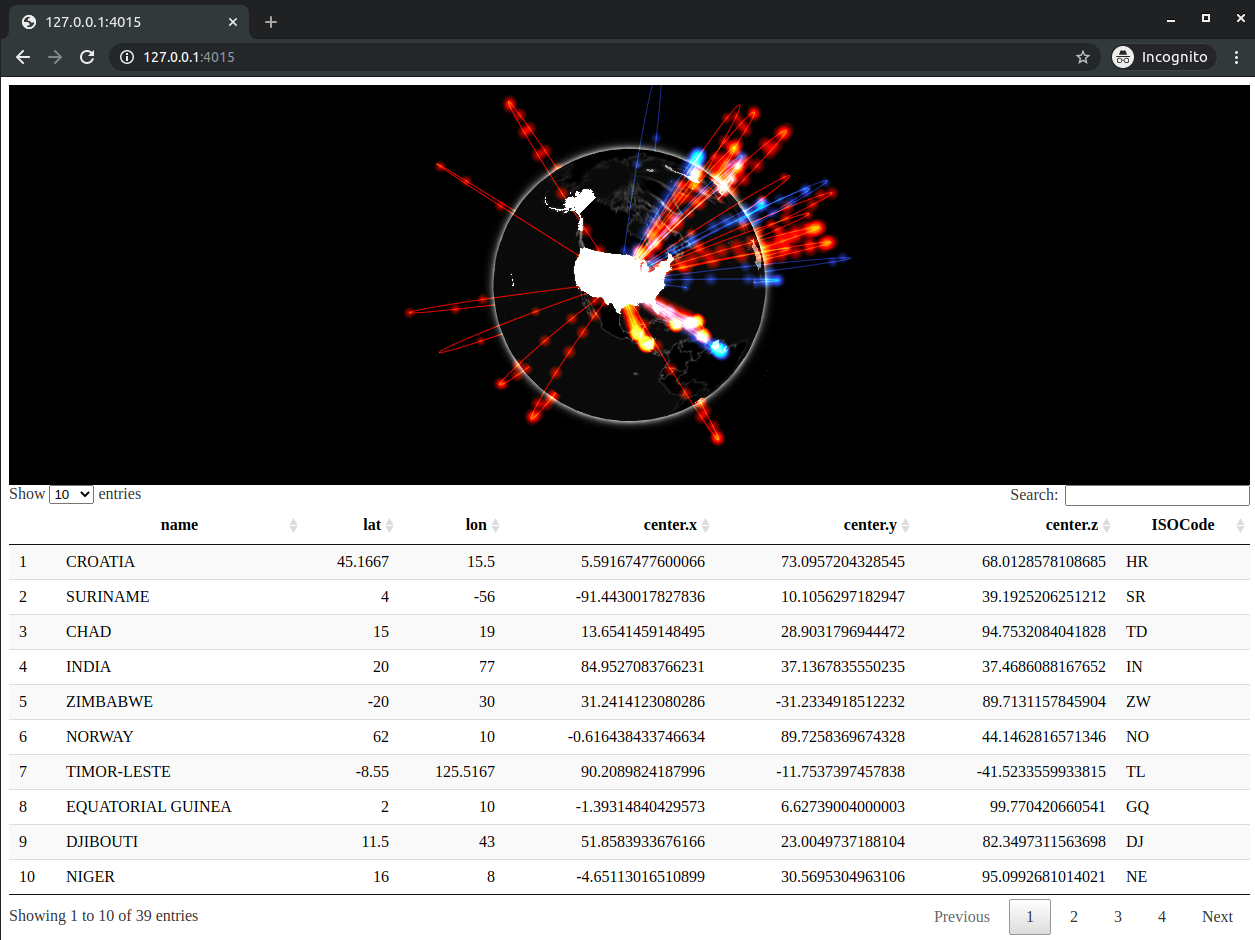 127.0.0.1:4015
127.0.0.1:4015 Incognito
Show 10 entries Search:
name lat lon center.x center.y center.z ISOCode
1 CROATIA 45.1667 15.5 5.59167477600066 73.0957204328545 68.0128578108685 HR
2 SURINAME 4 -56 -91.4430017827836 10.1056297182947 39.1925206251212 SR
3 CHAD 15 19 13.6541459148495 28.9031796944472 94.7532084041828 TD
4 INDIA 20 77 84.9527083766231 37.1367835550235 37.4686088167652 IN
5 ZIMBABWE -20 30 31.2414123080286 -31.2334918512232 89.7131157845904 ZW
6 NORWAY 62 10 -0.616438433746634 89.7258369674328 44.1462816571346 NO
7 TIMOR-LESTE -8.55 125.5167 90.2089824187996 -11.7537397457838 -41.5233559933815 TL
8 EQUATORIAL GUINEA 2 10 -1.39314840429573 6.62739004000003 99.770420660541 GQ
9 DJIBOUTI 11.5 43 51.8583933676166 23.0049737188104 82.3497311563698 DJ
10 NIGER 16 8 -4.65113016510899 30.5695304963106 95.0992681014021 NE
Showing 1 to 10 of 39 entries Previous 1 2 3 4 Next